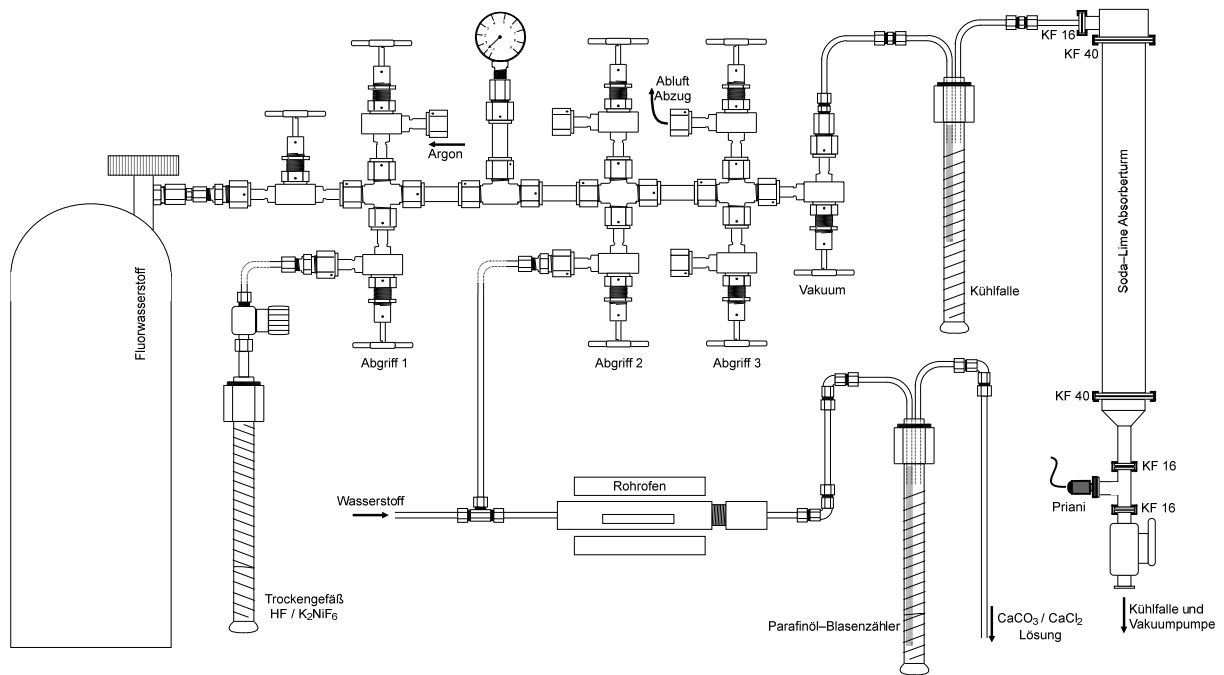 KF 16
KF 40
Abluft
Abzug
Argon
Fluorwasserstoff
Soda–Lime Absorberturm
Vakuum
Kühlfalle
Abgriff 1
Abgriff 2
Abgriff 3
KF 40
KF 16
Rohrofen
Wasserstoff
Priani
KF 16
Trockengefäß
HF / K₂NiF₆
Parafinöl–Blasenzähler
CaCO₃ / CaCl₂
Lösung
Kühlfalle und
Vakuumpumpe